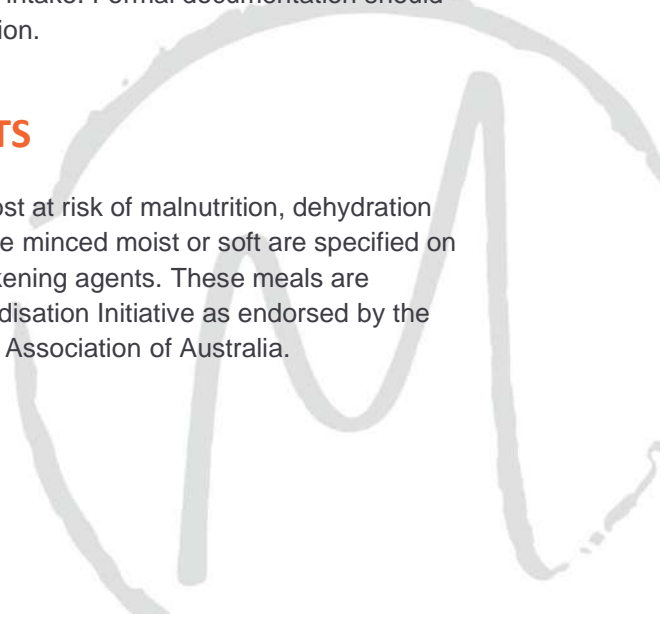 intake. Formal documentation should
ion.
TS
ost at risk of malnutrition, dehydration
e minced moist or soft are specified on
kening agents. These meals are
disation Initiative as endorsed by the
Association of Australia.